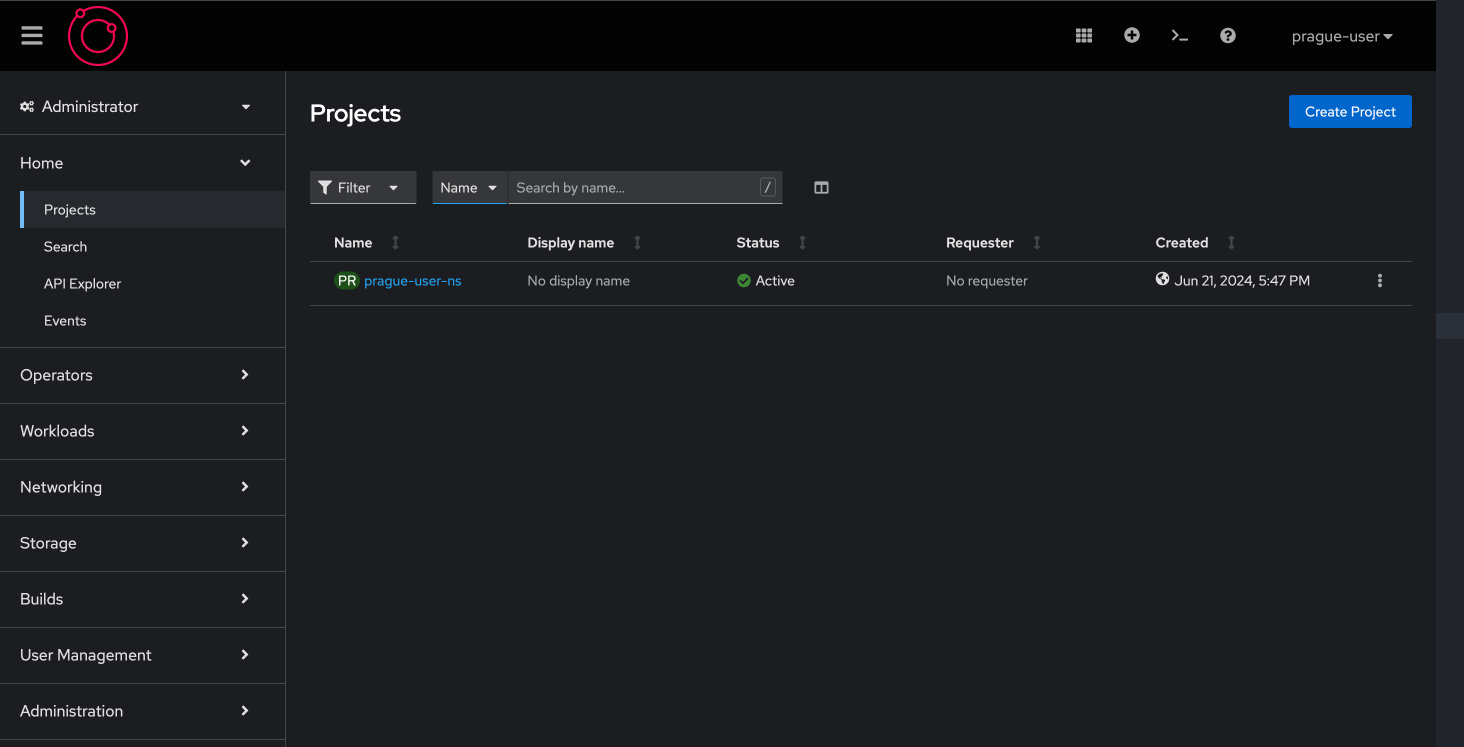 prague-user
Administrator
Home
Projects
Search
API Explorer
Events
Operators
Workloads
Networking
Storage
Builds
User Management
Administration
Projects
Create Project
Filter
Name
Search by name...
/
Name Display name Status Requester Created
PR prague-user-ns No display name Active No requester Jun 21, 2024, 5:47 PM